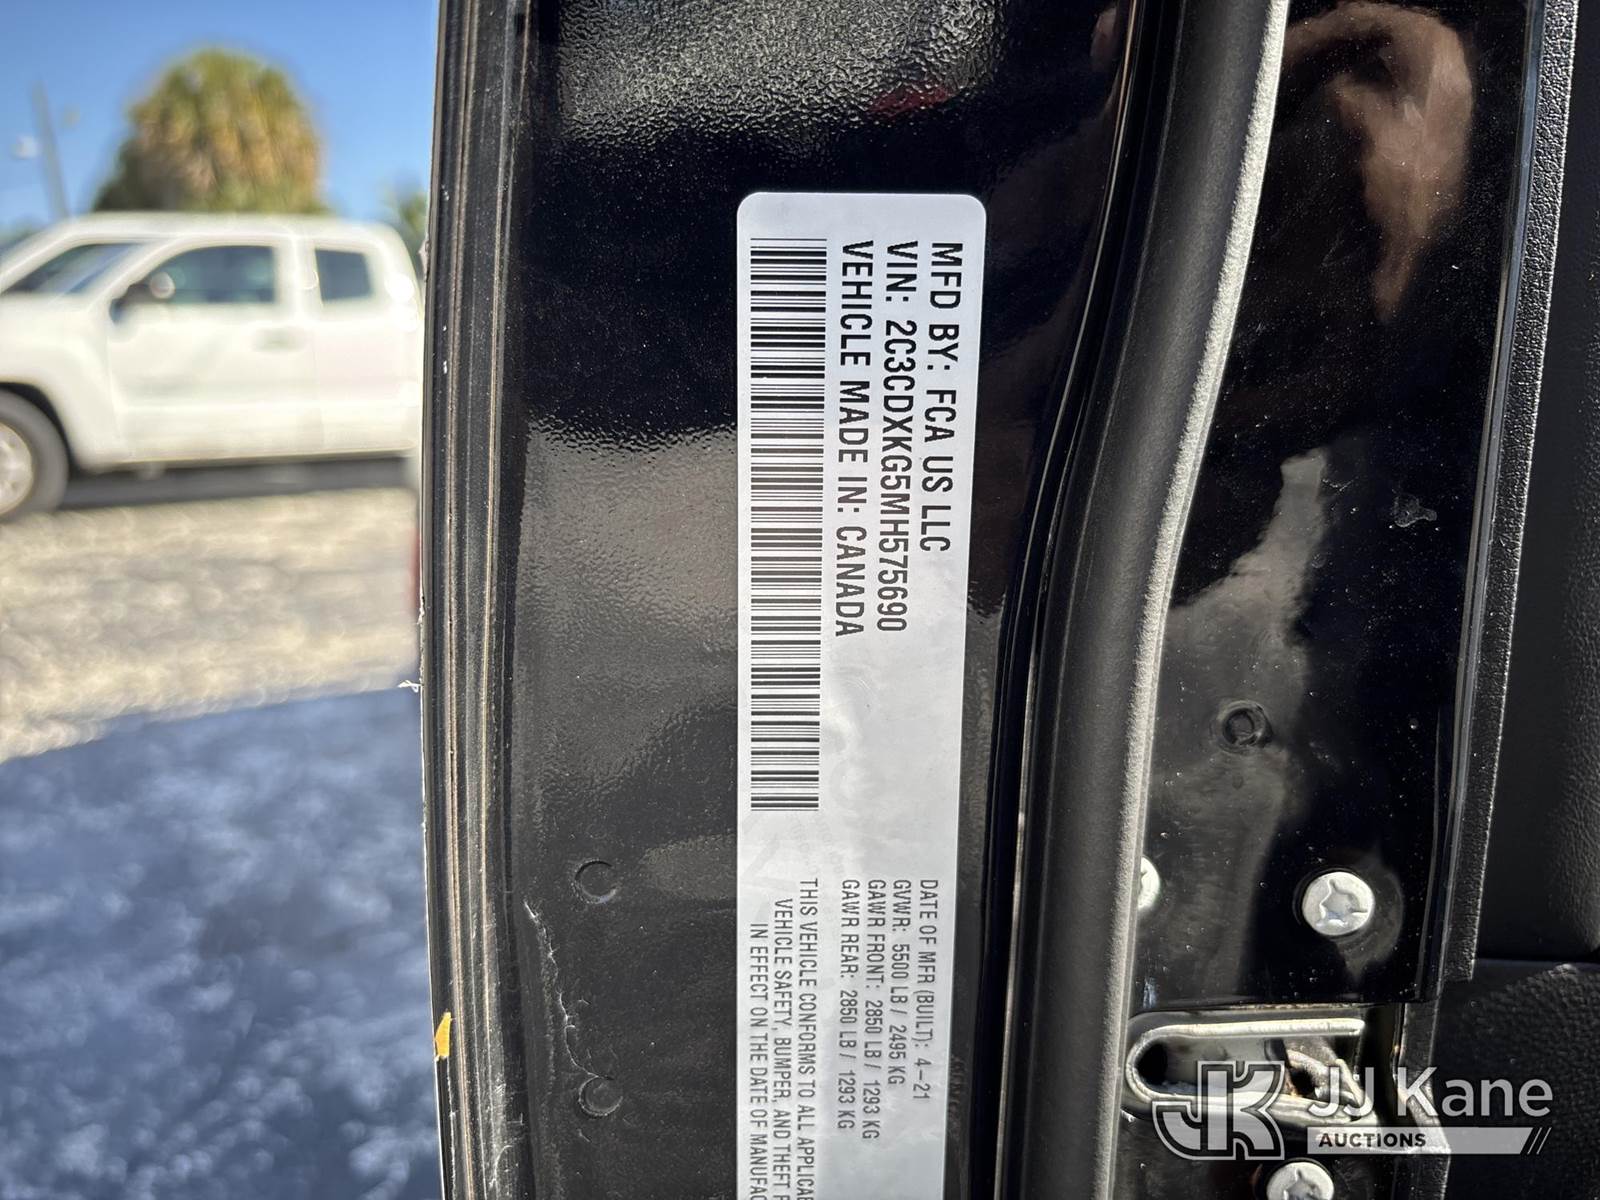 MFD BY: FCA US LLC
VIN: 2C3CDXKG5MH575690
VEHICLE MADE IN: CANADA
DATE OF MFR (BUILT): 4-21
GVWR: 5500 LB / 2495 KG
GAWR FRONT: 2850 LB / 1293 KG
GAWR REAR: 2850 LB / 1293 KG
THIS VEHICLE CONFORMS TO ALL
VEHICLE SAFETY, BUMPER, AND THEFT
IN EFFECT ON THE DATE OF
JK JJ Kane
AUCTIONS